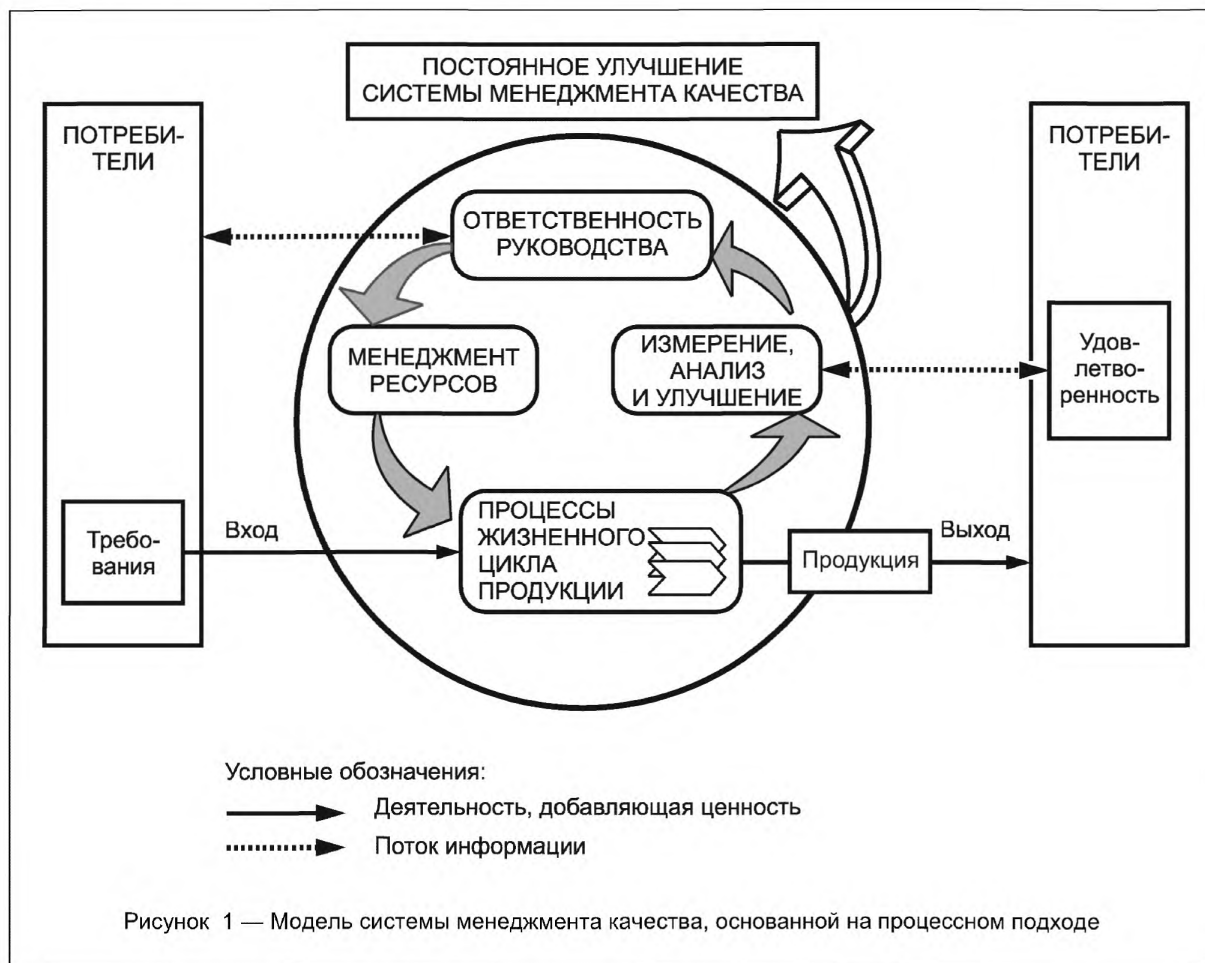 ПОСТОЯННОЕ УЛУЧШЕНИЕ
СИСТЕМЫ МЕНЕДЖМЕНТА КАЧЕСТВА
ПОТРЕБИ-
ТЕЛИ
ПОТРЕБИ-
ТЕЛИ
ОТВЕТСТВЕННОСТЬ
РУКОВОДСТВА
МЕНЕДЖМЕНТ
РЕСУРСОВ
ИЗМЕРЕНИЕ,
АНАЛИЗ
И УЛУЧШЕНИЕ
Удов-
летво-
ренность
Требо-
вания
Вход
ПРОЦЕССЫ
ЖИЗНЕННОГО
ЦИКЛА
ПРОДУКЦИИ
Продукция
Выход
Условные обозначения:
Деятельность, добавляющая ценность
Поток информации
Рисунок 1 — Модель системы менеджмента качества, основанной на процессном подходе